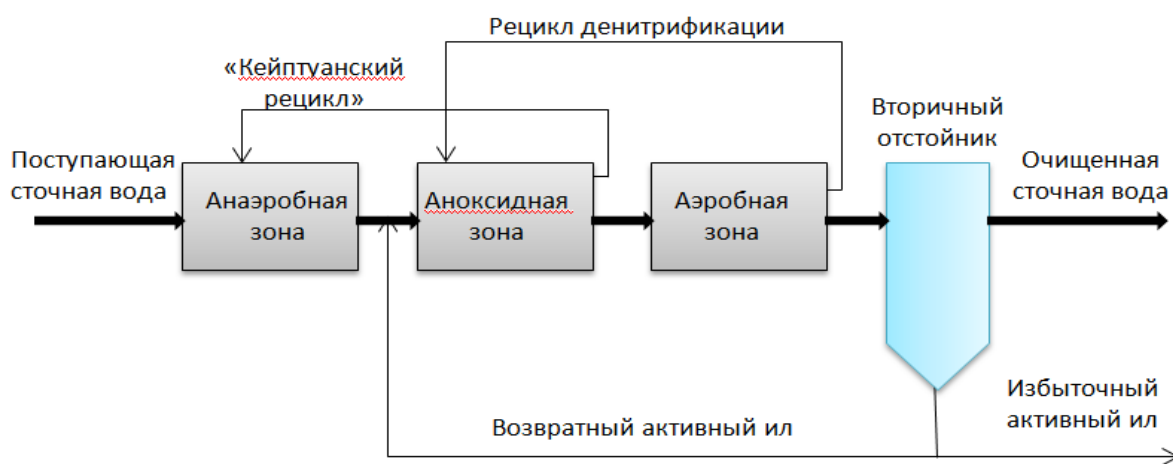 Рецикл денитрификации
«Кейптуанский
рецикл»
Вторичный
отстойник
Поступающая
сточная вода
Очищенная
сточная вода
Анаэробная
зона
Аноксидная
зона
Аэробная
зона
Избыточный
активный ил
Возвратный активный ил